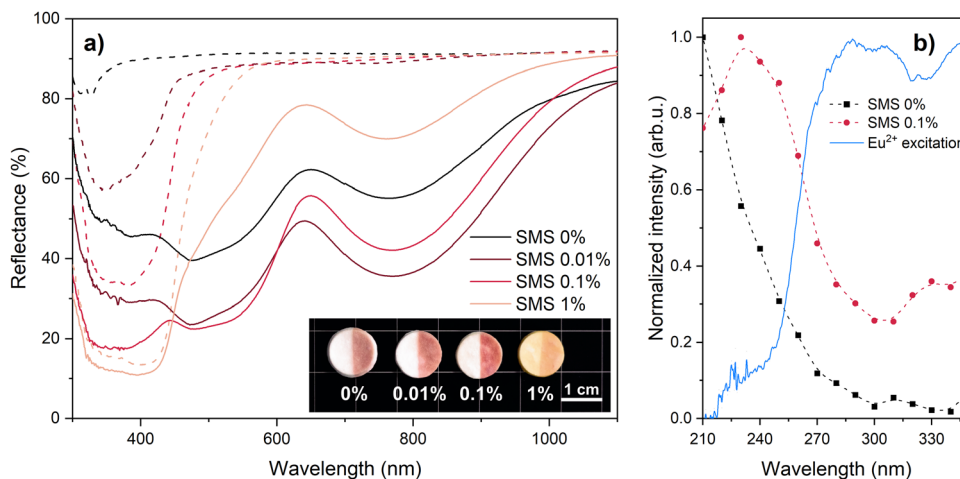 a)
Reflectance (%)
100
80
60
40
20
0
SMS 0%
SMS 0.01%
SMS 0.1%
SMS 1%
0%
0.01%
0.1%
1%
1 cm
400
600
800
1000
Wavelength (nm)
b)
Normalized intensity (arb.u.)
1.0
0.8
0.6
0.4
0.2
0.0
SMS 0%
SMS 0.1%
Eu²⁺ excitation
210
240
270
300
330
Wavelength (nm)